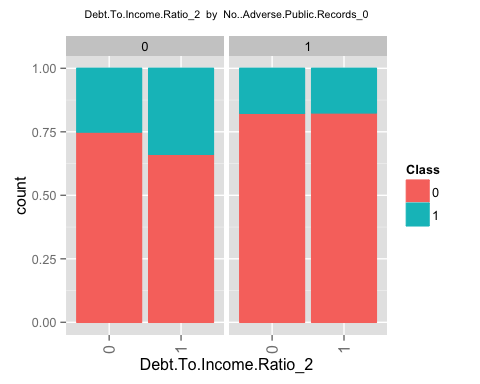 Debt.To.Income.Ratio_2  by  No..Adverse.Public.Records_0
0 1
1.00
0.75
0.50
0.25
0.00
count
0 1 0 1
Debt.To.Income.Ratio_2
Class
0
1